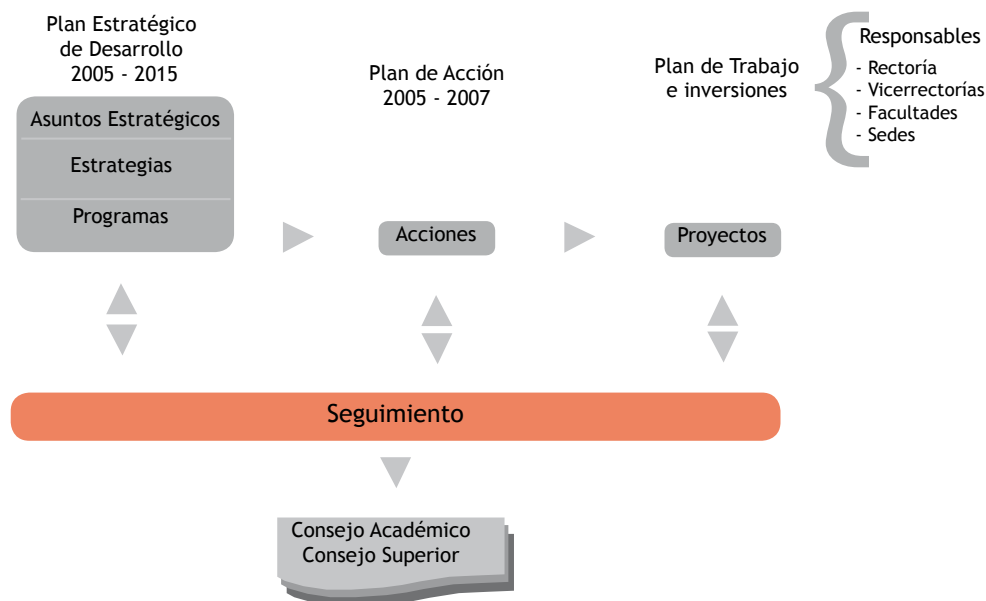 Plan Estratégico
de Desarrollo
2005 - 2015
Asuntos Estratégicos
Estrategias
Programas
Plan de Acción
2005 - 2007
Acciones
Plan de Trabajo
e inversiones
Proyectos
Responsables
- Rectoría
- Vicerrectorías
- Facultades
- Sedes
Seguimiento
Consejo Académico
Consejo Superior